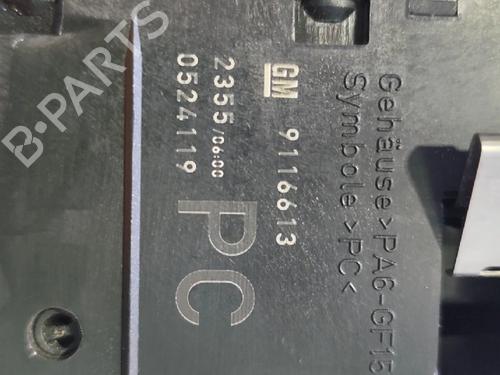 Gehäuse>PA6-GF15
Symbole>PC<
GM 9116613
2355/06:00
0524119
PC
B-PARTS